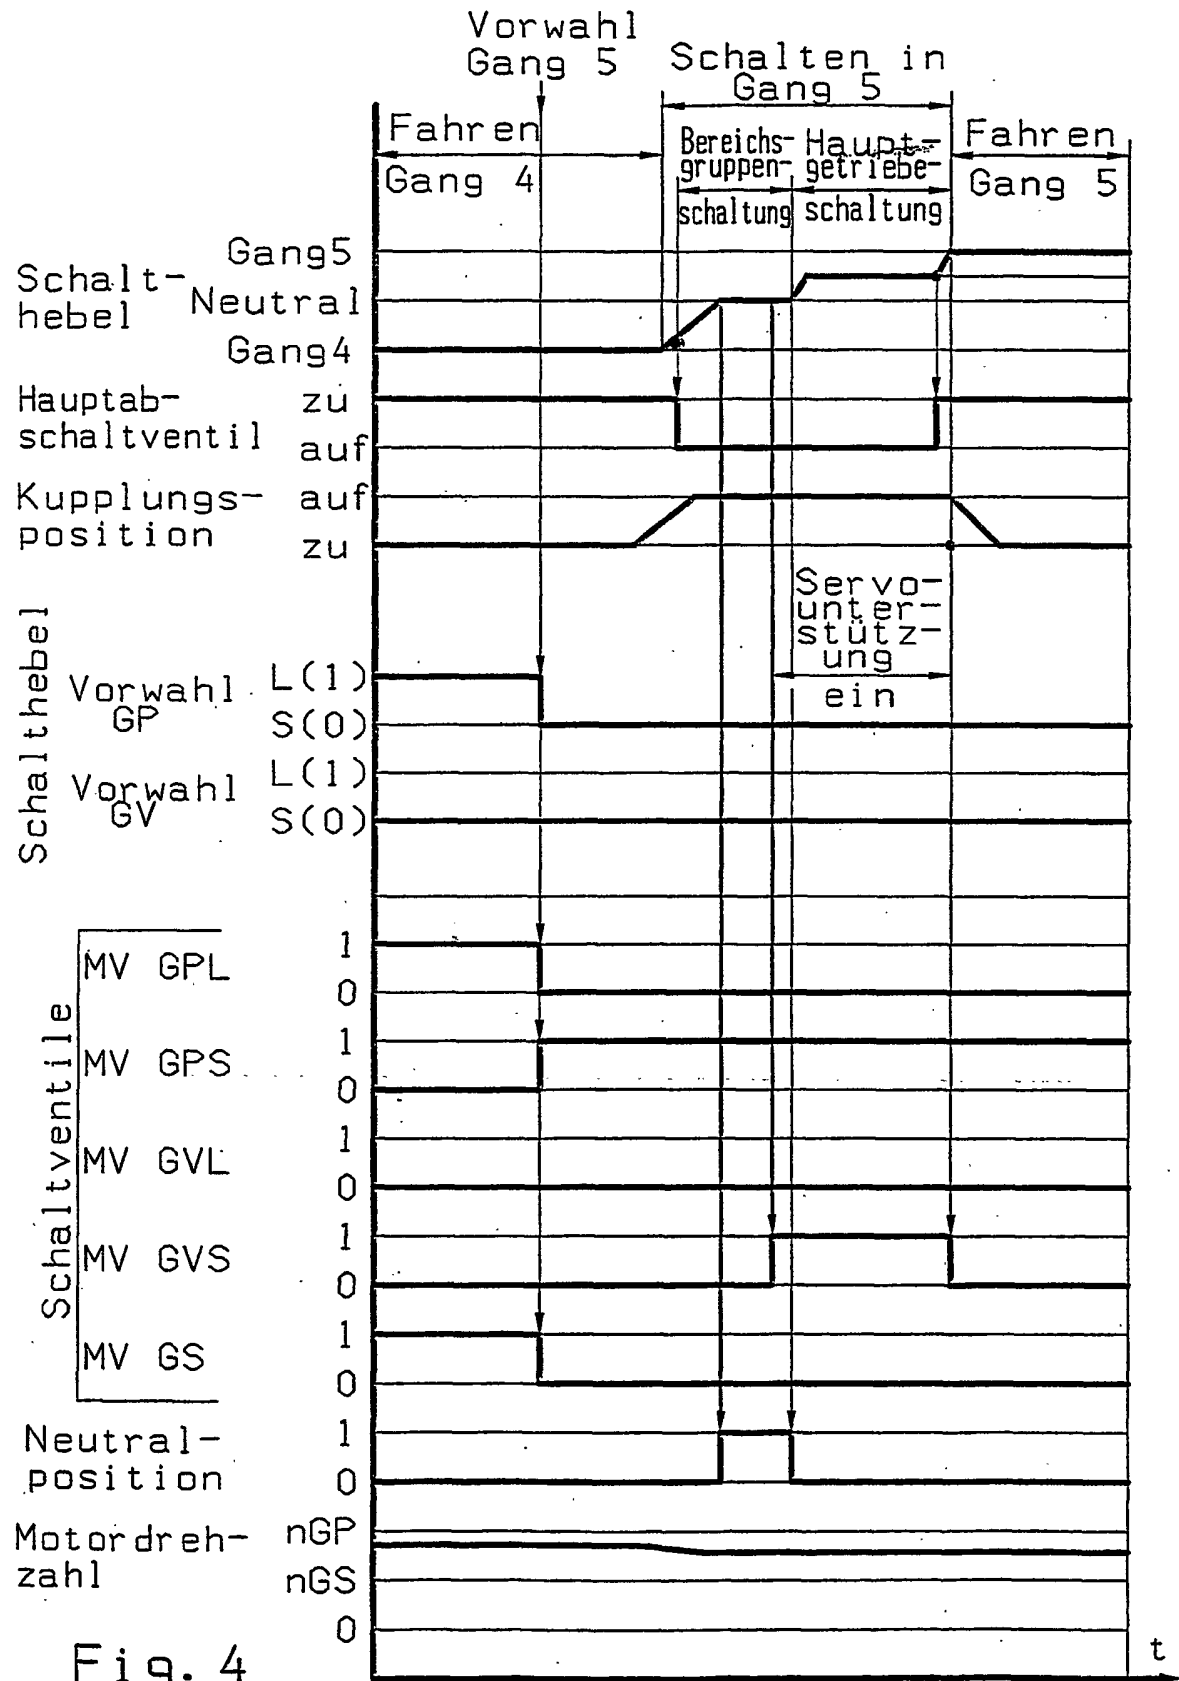 Vorwahl
Gang 5
Schalten in
Gang 5
Fahren
Gang 4
Bereichs-
gruppen-
schaltung
Haupt-
getriebe-
schaltung
Fahren
Gang 5
Schalt-
hebel
Gang5
Neutral
Gang4
Hauptab-
schaltventil
zu
auf
Kupplungs-
position
auf
zu
Servo-
unter-
stütz-
ung
ein
Schalthebel
Vorwahl
GP
L(1)
S(0)
Vorwahl
GV
L(1)
S(0)
Schaltventile
MV GPL
1
0
MV GPS
1
0
MV GVL
1
0
MV GVS
1
0
MV GS
1
0
Neutral-
position
1
0
Motordreh-
zahl
nGP
nGS
0
t
Fig. 4